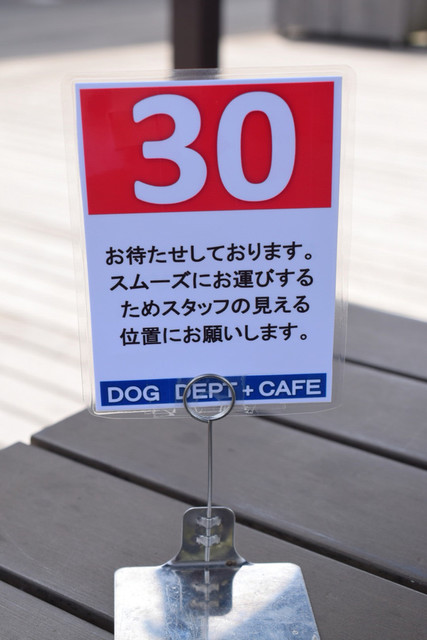 30
お待たせしております。
スムーズにお運びする
ためスタッフの見える
位置にお願いします。
DOG DEPT + CAFE